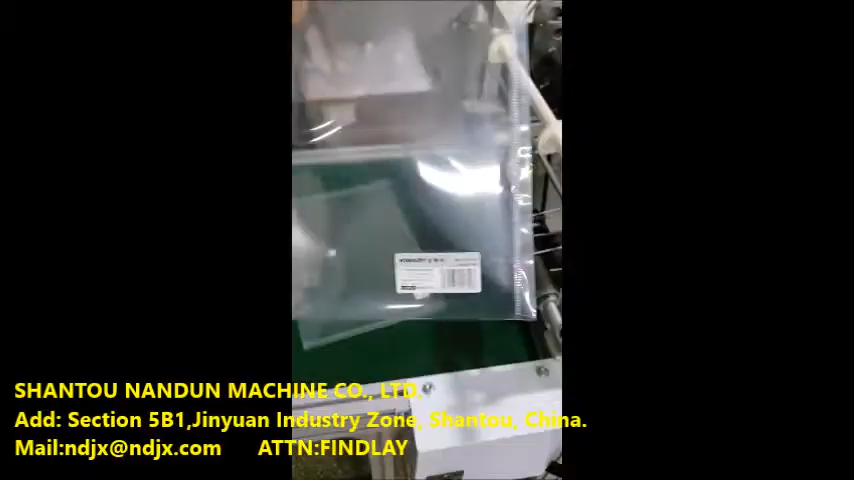 SHANTOU NANDUN MACHINE CO., LTD.
Add: Section 5B1,Jinyuan Industry Zone, Shantou, China.
Mail:ndjx@ndjx.com ATTN:FINDLAY